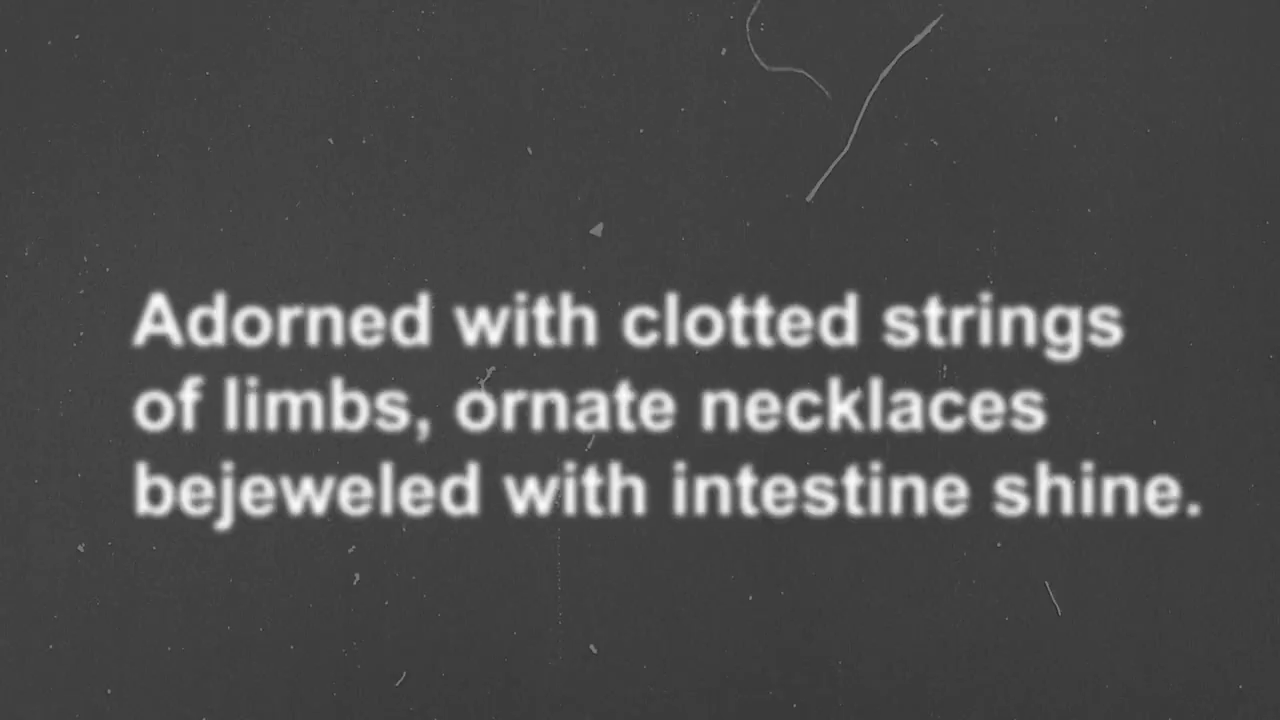 Adorned with clotted strings
of limbs, ornate necklaces
bejeweled with intestine shine.